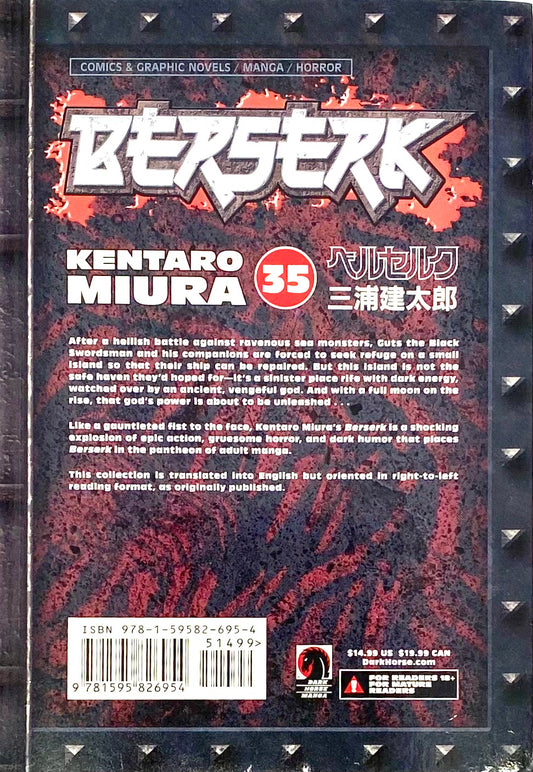 COMICS & GRAPHIC NOVELS / MANGA / HORROR
BERSERK
KENTARO
MIURA
35
ベルセルク
三浦建太郎
After a hellish battle against ravenous sea monsters, Guts the Black
Swordsman and his companions are forced to seek refuge on a small
island so that their ship can be repaired. But this island is not the
safe haven they'd hoped for—it's a sinister place rife with dark energy,
watched over by an ancient, vengeful god. And with a full moon on the
rise, that god's power is about to be unleashed . . .
Like a gauntleted fist to the face, Kentaro Miura's Berserk is a shocking
explosion of epic action, gruesome horror, and dark humor that places
Berserk in the pantheon of adult manga.
This collection is translated into English but oriented in right-to-left
reading format, as originally published.
ISBN 978-1-59582-695-4
51499>
9 781595 826954
DARK
HORSE
MANGA
$14.99 US $19.99 CAN
DarkHorse.com
!
FOR READERS 18+
FOR MATURE
READERS